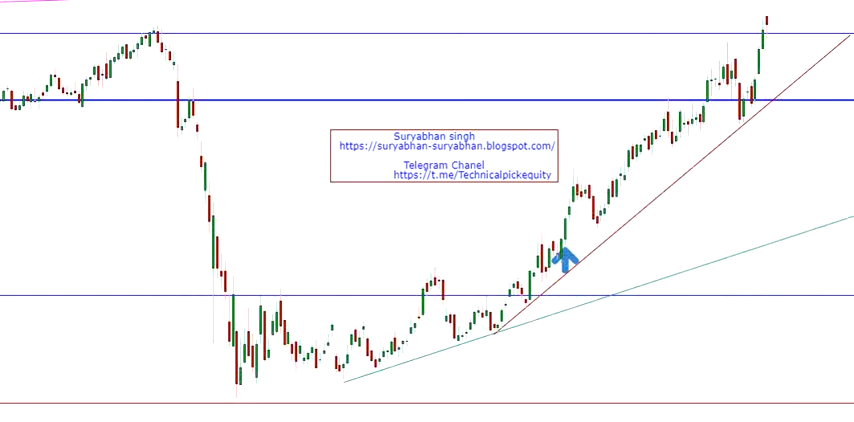 Suryabhan singh
https://suryabhan-suryabhan.blogspot.com/
Telegram Chanel
https://t.me/Technicalpickequity